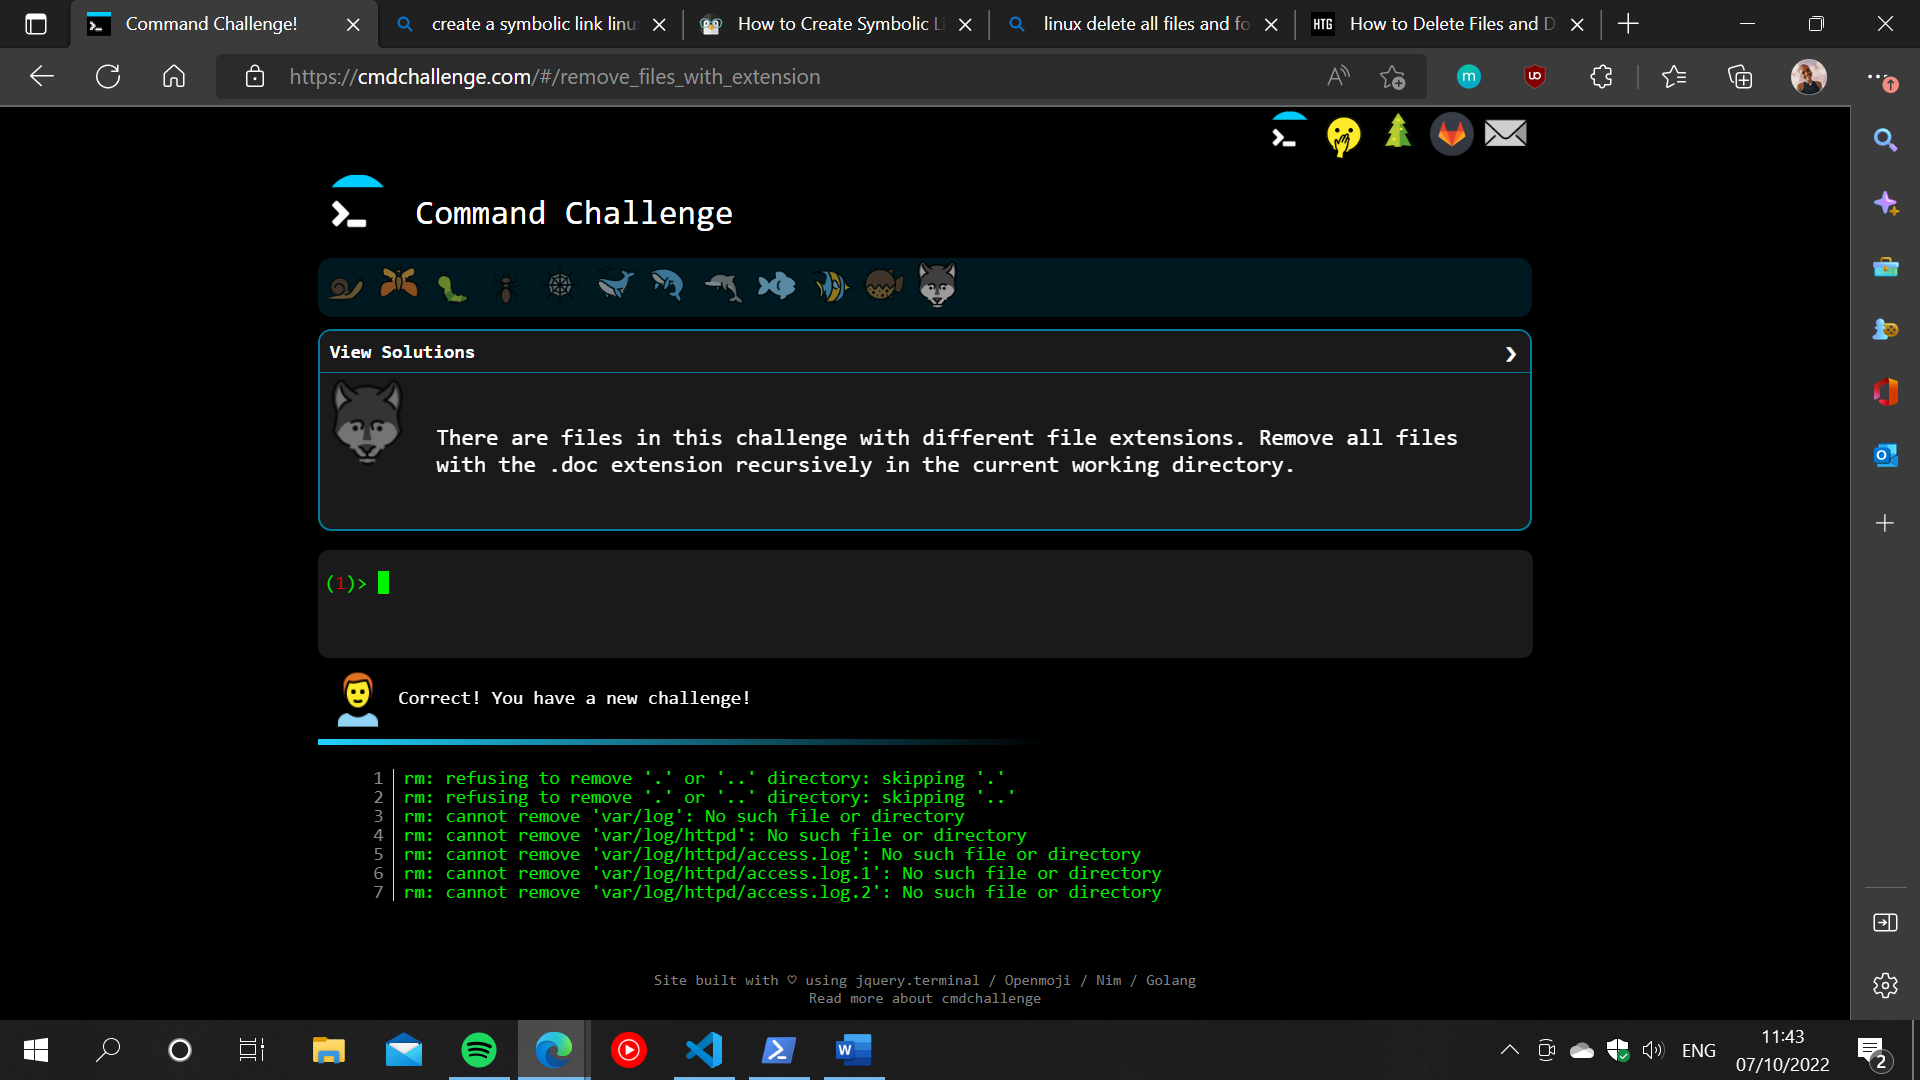 Command Challenge!
create a symbolic link linu
How to Create Symbolic Li
linux delete all files and fo
HTG
How to Delete Files and D
https://cmdchallenge.com/#/remove_files_with_extension
m
Command Challenge
View Solutions
There are files in this challenge with different file extensions. Remove all files
with the .doc extension recursively in the current working directory.
(1)>
Correct! You have a new challenge!
1 rm: refusing to remove '.' or '..' directory: skipping '.'
2 rm: refusing to remove '.' or '..' directory: skipping '..'
3 rm: cannot remove 'var/log': No such file or directory
4 rm: cannot remove 'var/log/httpd': No such file or directory
5 rm: cannot remove 'var/log/httpd/access.log': No such file or directory
6 rm: cannot remove 'var/log/httpd/access.log.1': No such file or directory
7 rm: cannot remove 'var/log/httpd/access.log.2': No such file or directory
Site built with ♡ using jquery.terminal / Openmoji / Nim / Golang
Read more about cmdchallenge
ENG
11:43
07/10/2022
2